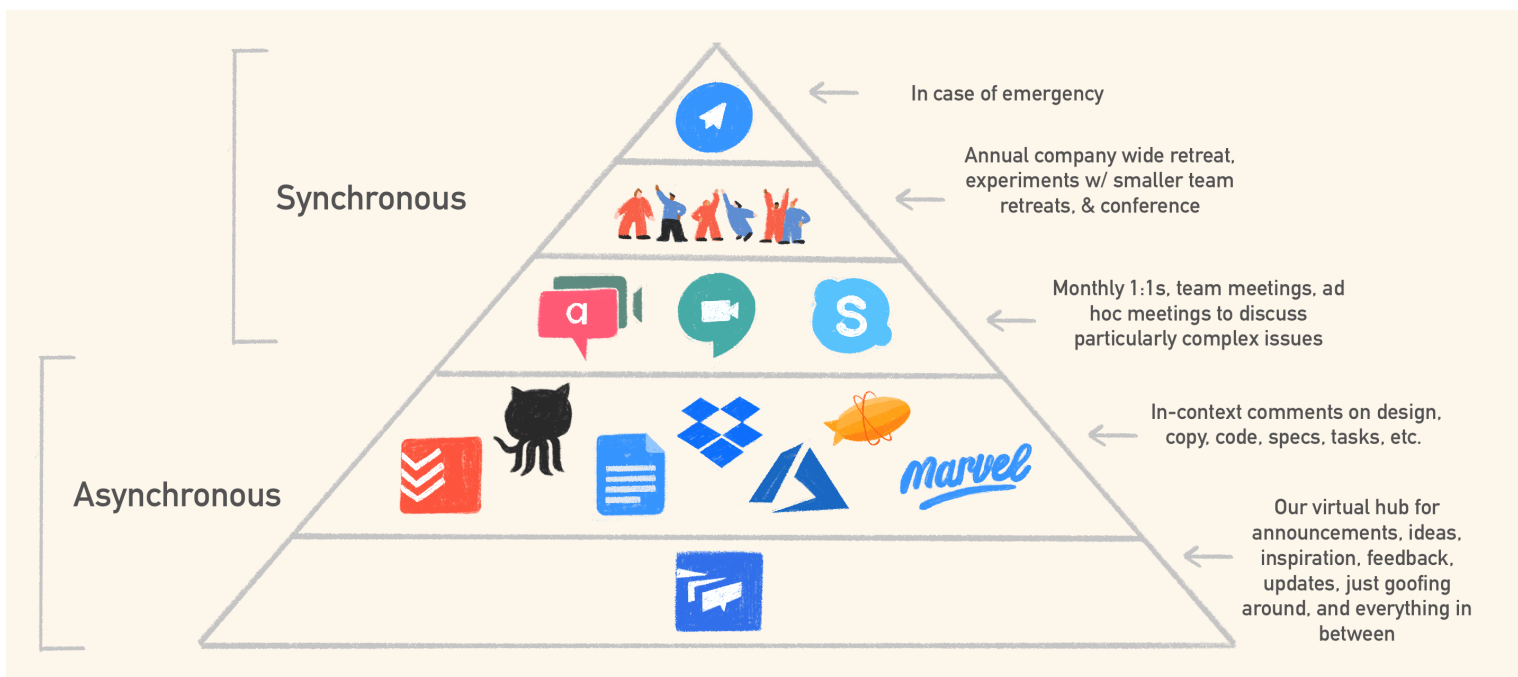 In case of emergency
Annual company wide retreat,
experiments w/ smaller team
retreats, & conference
Synchronous
a
S
Monthly 1:1s, team meetings, ad
hoc meetings to discuss
particularly complex issues
In-context comments on design,
copy, code, specs, tasks, etc.
marvel
Asynchronous
Our virtual hub for
announcements, ideas,
inspiration, feedback,
updates, just goofing
around, and everything in
between